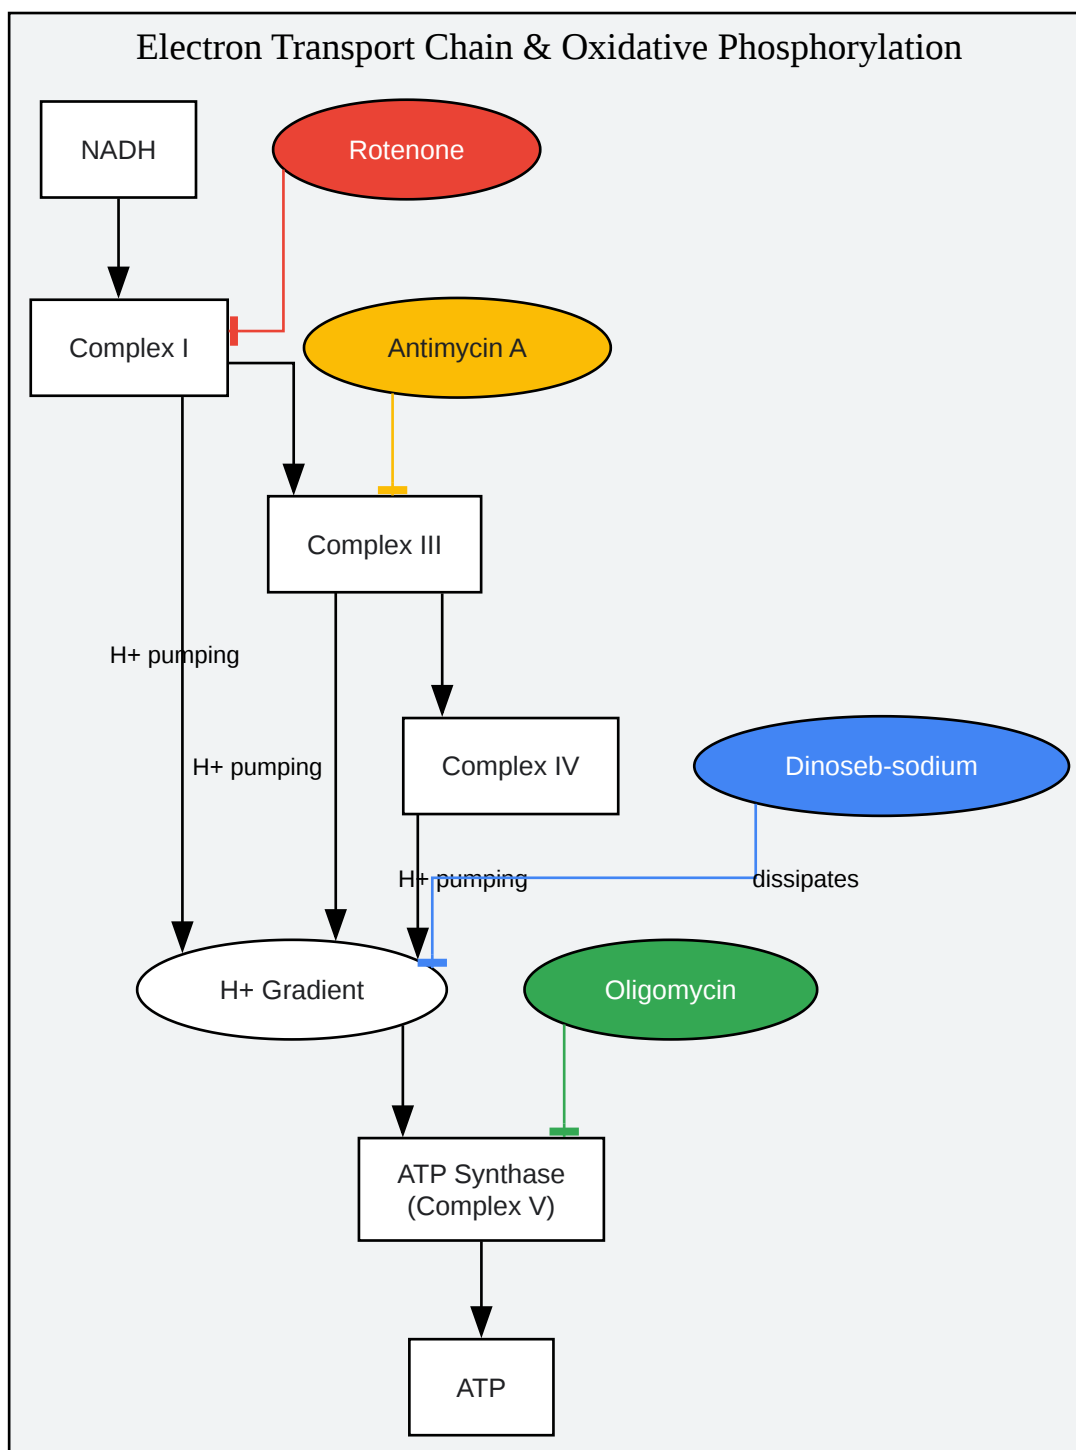 Electron Transport Chain & Oxidative Phosphorylation
NADH
Rotenone
Complex I
Antimycin A
Complex III
H+ pumping
H+ pumping
Complex IV
Dinoseb-sodium
H+ pumping
dissipates
H+ Gradient
Oligomycin
ATP Synthase
(Complex V)
ATP